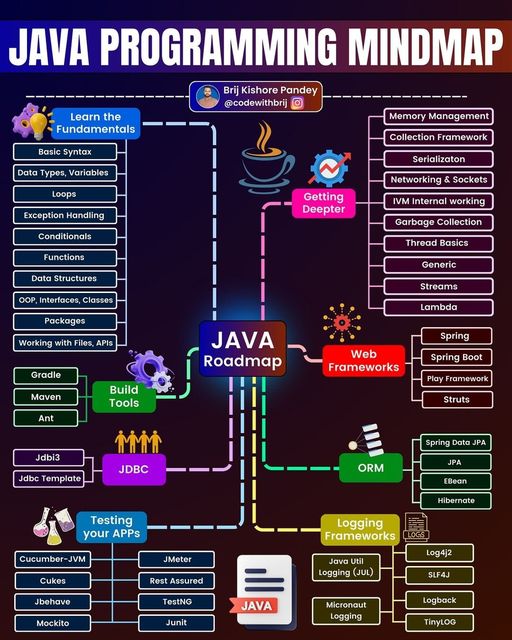 JAVA PROGRAMMING MINDMAP
Brij Kishore Pandey
@codewithbrij
Learn the
Fundamentals
Basic Syntax
Data Types, Variables
Loops
Exception Handling
Conditionals
Functions
Data Structures
OOP, Interfaces, Classes
Packages
Working with Files, APIs
Getting
Deepter
Memory Management
Collection Framework
Serializaton
Networking & Sockets
IVM Internal working
Garbage Collection
Thread Basics
Generic
Streams
Lambda
JAVA
Roadmap
Web
Frameworks
Spring
Spring Boot
Play Framework
Struts
Build
Tools
Gradle
Maven
Ant
JDBC
Jdbi3
Jdbc Template
ORM
Spring Data JPA
JPA
EBean
Hibernate
Testing
your APPs
Cucumber-JVM
Cukes
Jbehave
Mockito
JMeter
Rest Assured
TestNG
Junit
JAVA
Logging
Frameworks
LOGS
Java Util
Logging (JUL)
Micronaut
Logging
Log4j2
SLF4J
Logback
TinyLOG